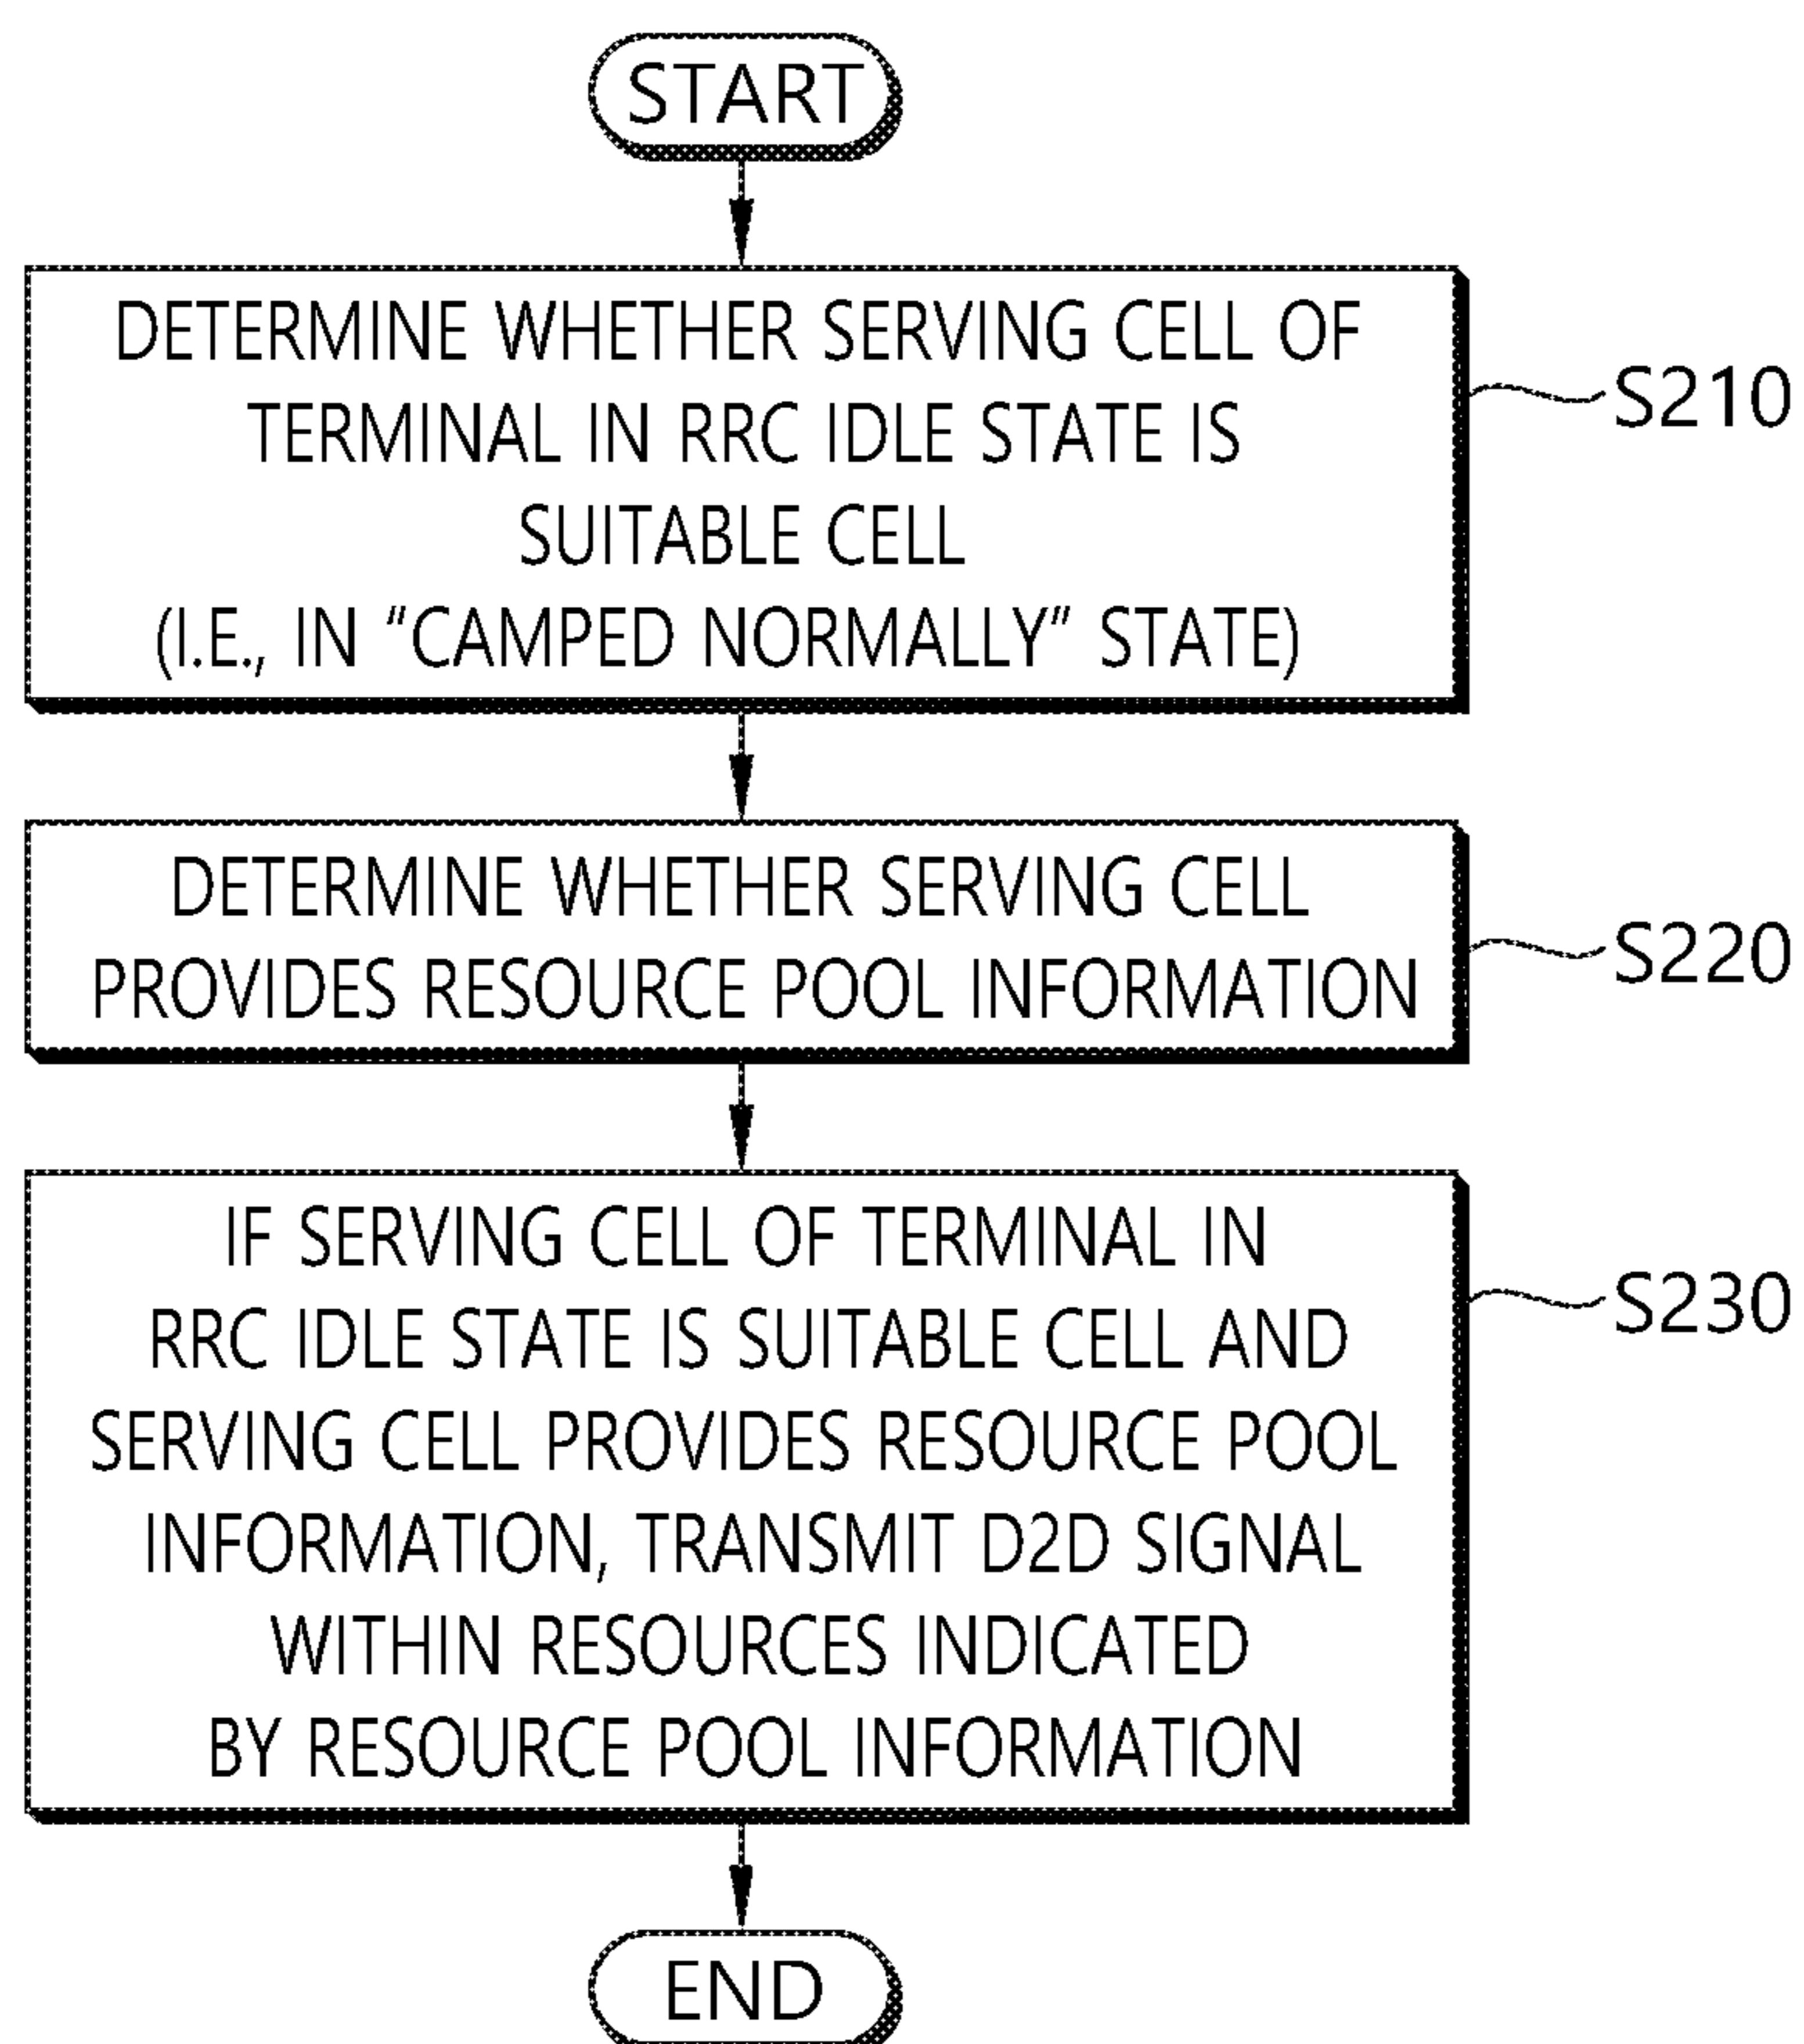 START
DETERMINE WHETHER SERVING CELL OF
TERMINAL IN RRC IDLE STATE IS
SUITABLE CELL
(I.E., IN "CAMPED NORMALLY" STATE)
S210
DETERMINE WHETHER SERVING CELL
PROVIDES RESOURCE POOL INFORMATION
S220
IF SERVING CELL OF TERMINAL IN
RRC IDLE STATE IS SUITABLE CELL AND
SERVING CELL PROVIDES RESOURCE POOL
INFORMATION, TRANSMIT D2D SIGNAL
WITHIN RESOURCES INDICATED
BY RESOURCE POOL INFORMATION
S230
END